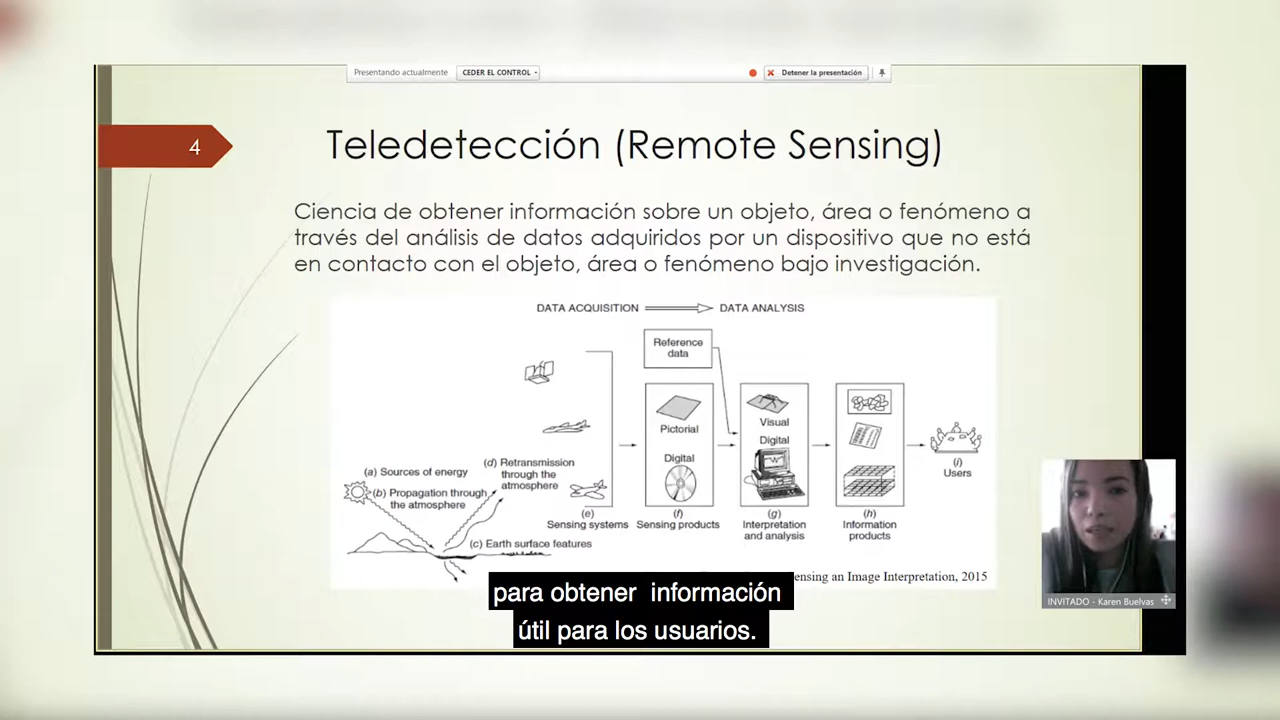 Presentando actualmente CEDER EL CONTROL Detener la presentación
4
Teledetección (Remote Sensing)
Ciencia de obtener información sobre un objeto, área o fenómeno a
través del análisis de datos adquiridos por un dispositivo que no está
en contacto con el objeto, área o fenómeno bajo investigación.
DATA ACQUISITION DATA ANALYSIS
Reference
data
Pictorial
Digital
Visual
Digital
(a) Sources of energy
(b) Propagation through
the atmosphere
(d) Retransmission
through the
atmosphere
(c) Earth surface features
(e)
Sensing systems
(f)
Sensing products
(g)
Interpretation
and analysis
(h)
Information
products
(i)
Users
an Image Interpretation, 2015
para obtener información
útil para los usuarios.
INVITADO - Karen Buelvas